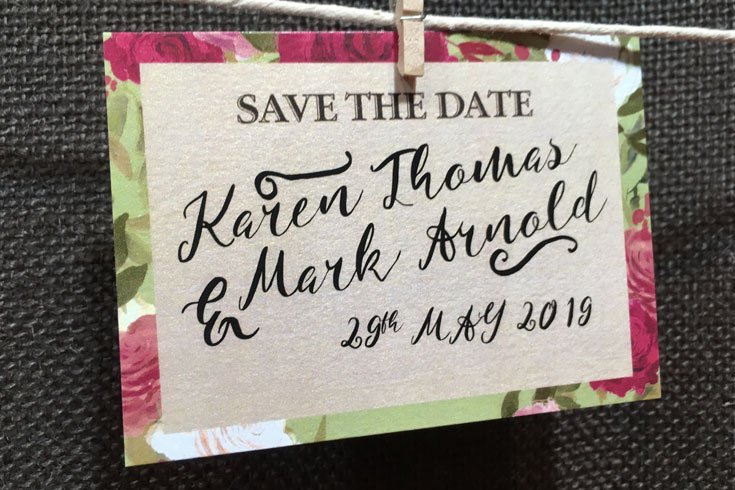 SAVE THE DATE
Karen Thomas
& Mark Arnold
29th MAY 2019